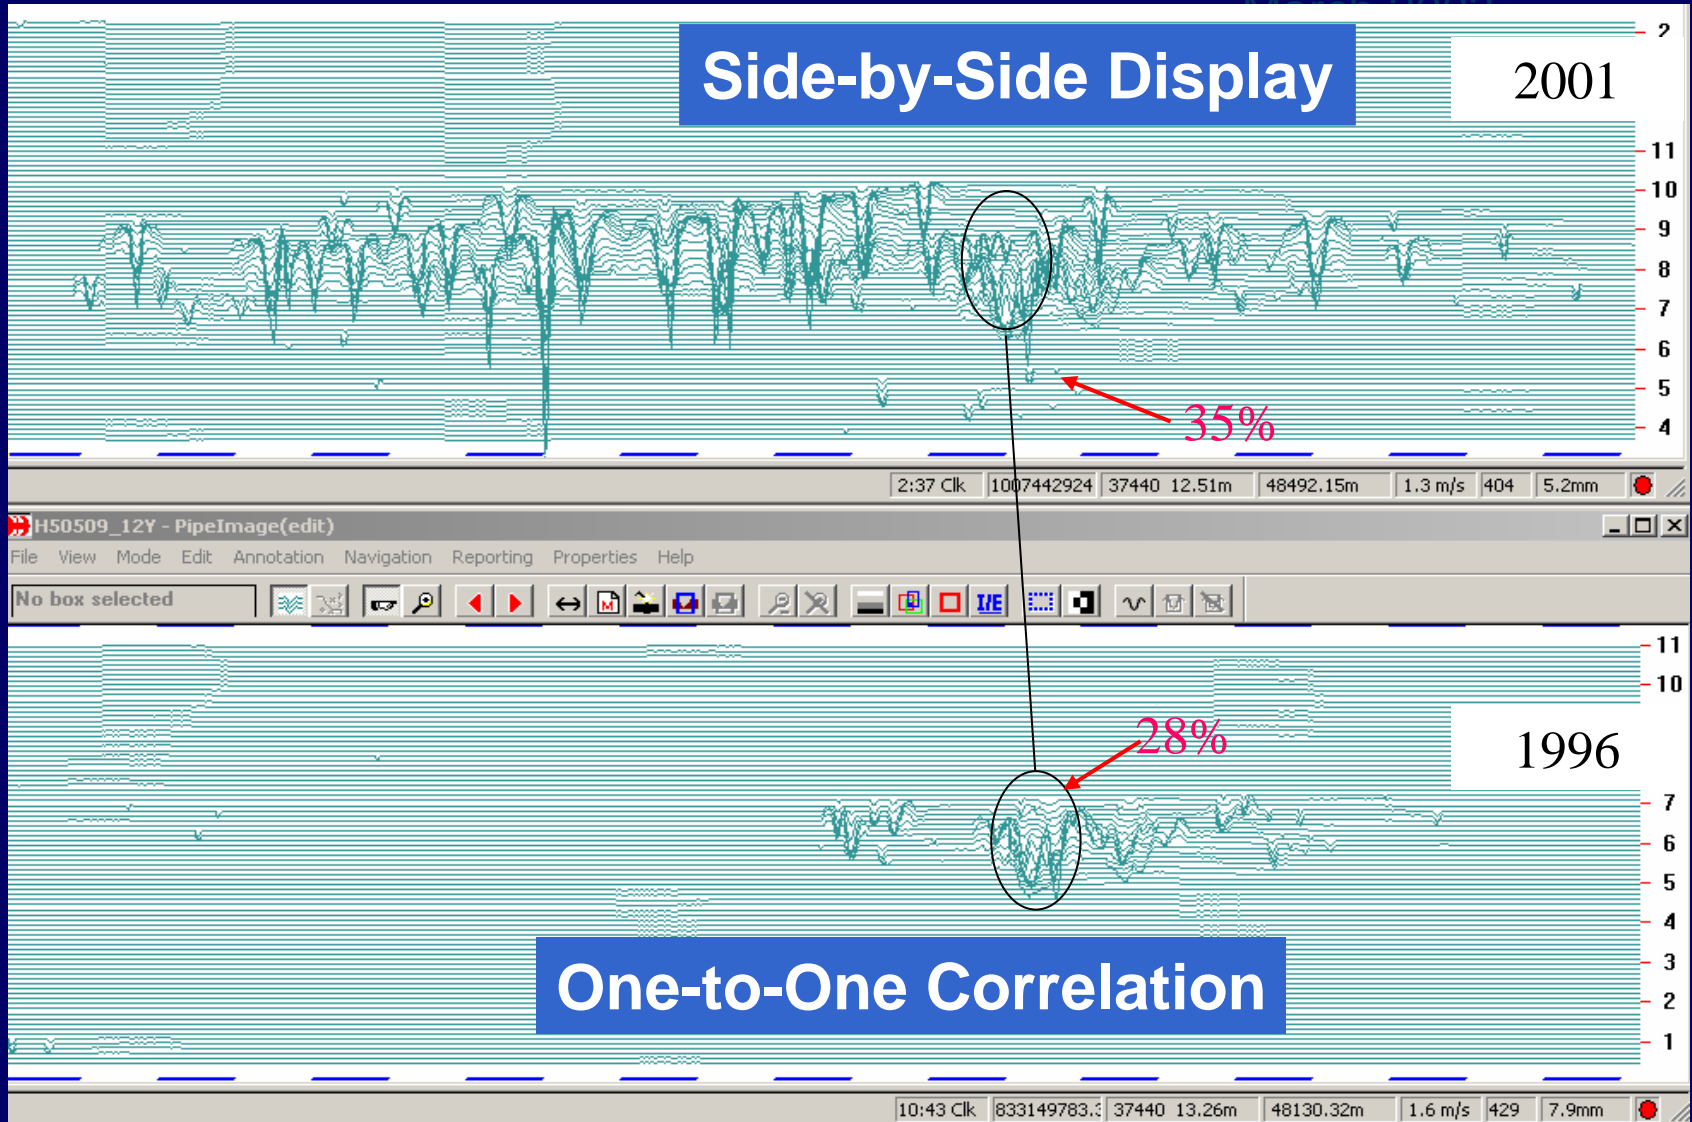 Side-by-Side Display
2001
2
11
10
9
8
7
6
5
4
35%
2:37 Clk 1007442924 37440 12.51m 48492.15m 1.3 m/s 404 5.2mm
H50509_12Y - PipeImage(edit)
File View Mode Edit Annotation Navigation Reporting Properties Help
No box selected
M
I/E
11
10
28%
1996
7
6
5
4
3
2
1
One-to-One Correlation
10:43 Clk 833149783. 37440 13.26m 48130.32m 1.6 m/s 429 7.9mm